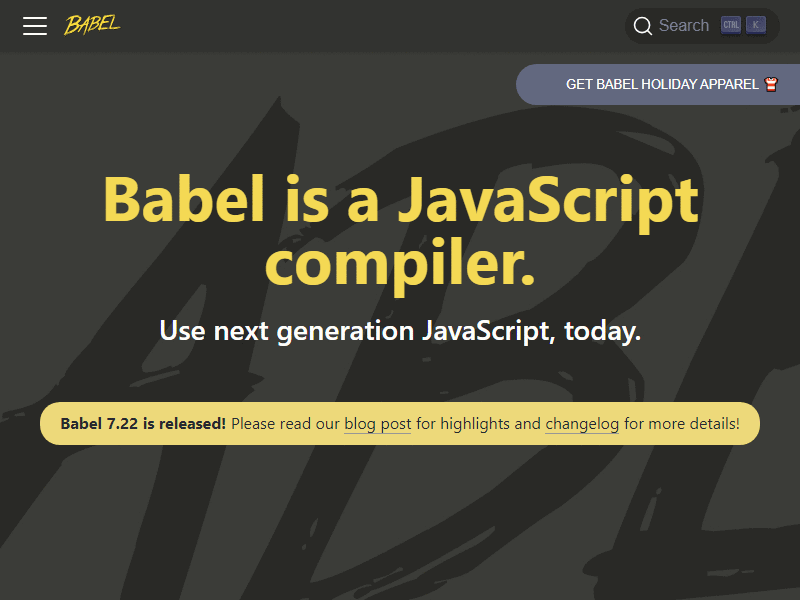 BABEL
Search CTRL K
GET BABEL HOLIDAY APPAREL
Babel is a JavaScript
compiler.
Use next generation JavaScript, today.
Babel 7.22 is released! Please read our blog post for highlights and changelog for more details!